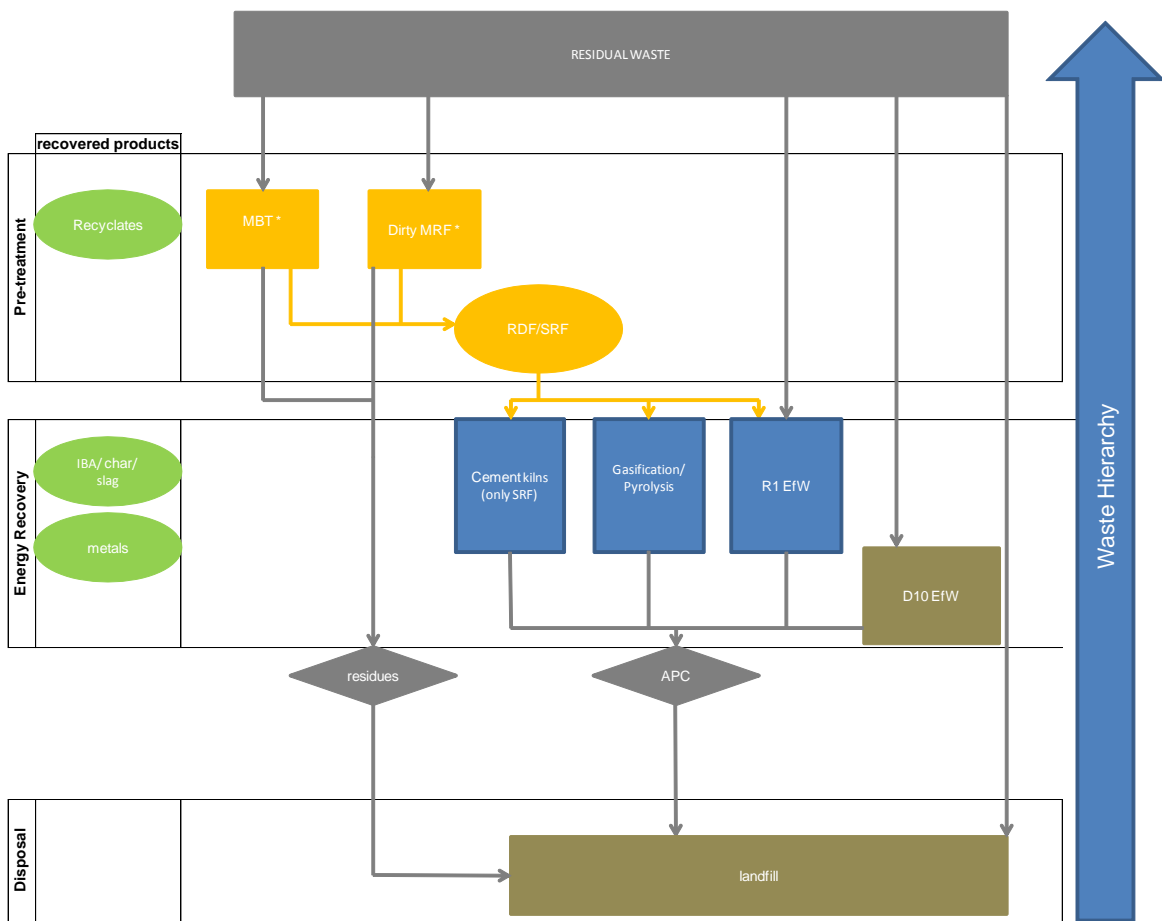 RESIDUAL WASTE
recovered products
Pre-treatment
Recyclates
MBT *
Dirty MRF *
RDF/SRF
Energy Recovery
IBA/ char/
slag
metals
Cement kilns
(only SRF)
Gasification/
Pyrolysis
R1 EfW
D10 EfW
residues
APC
Disposal
landfill
Waste Hierarchy